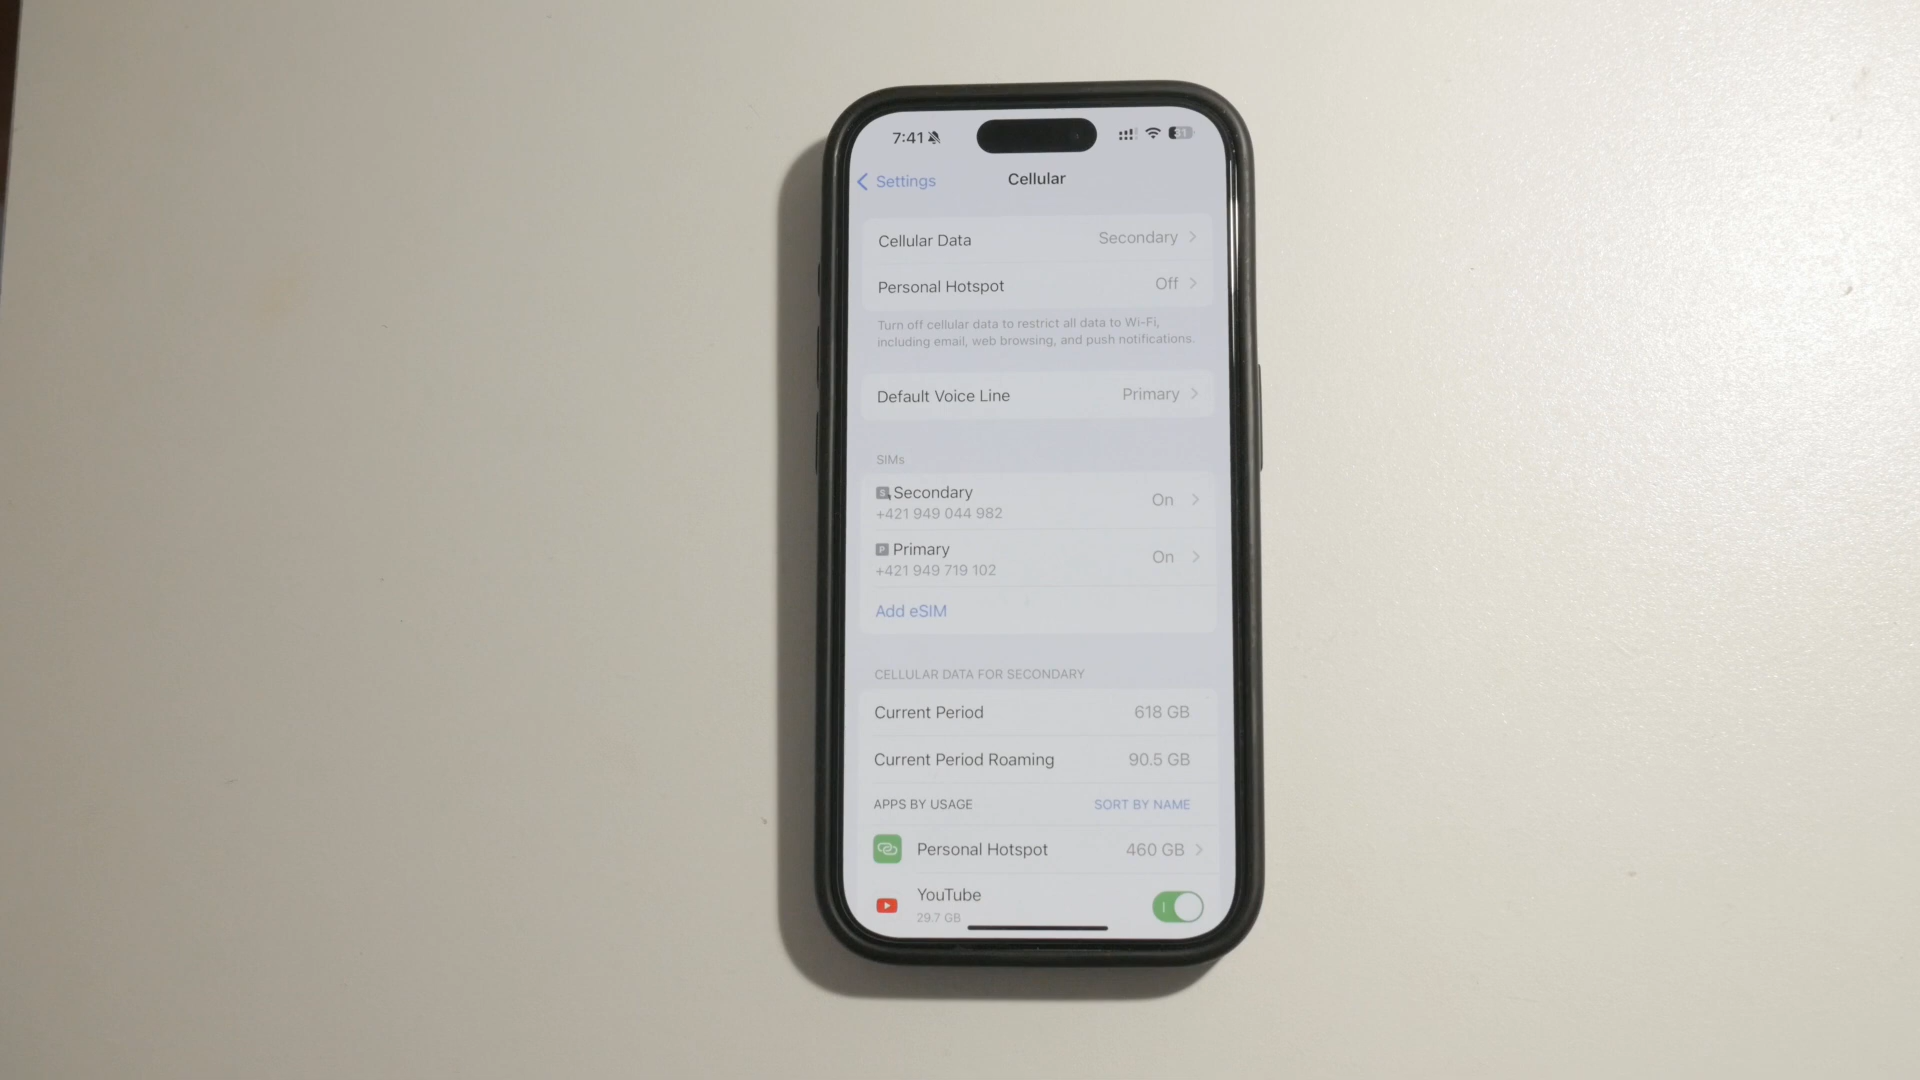 7:41
31
Settings
Cellular
Cellular Data Secondary
Personal Hotspot Off
Turn off cellular data to restrict all data to Wi-Fi,
including email, web browsing, and push notifications.
Default Voice Line Primary
SIMs
S Secondary On
+421 949 044 982
P Primary On
+421 949 719 102
Add eSIM
CELLULAR DATA FOR SECONDARY
Current Period 618 GB
Current Period Roaming 90.5 GB
APPS BY USAGE SORT BY NAME
Personal Hotspot 460 GB
YouTube
29.7 GB